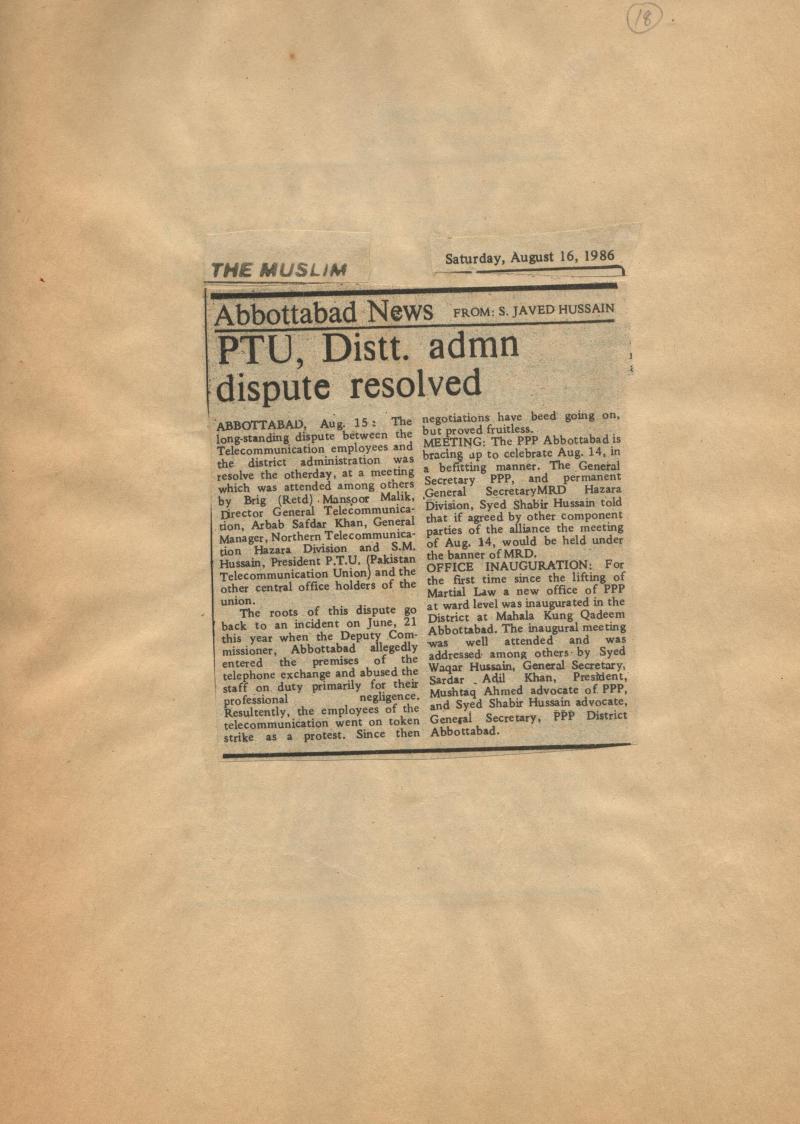 18
THE MUSLIM
Saturday, August 16, 1986
Abbottabad News FROM: S. JAVED HUSSAIN
PTU, Distt. admn
dispute resolved
ABBOTTABAD, Aug. 15: The
long-standing dispute between the
Telecommunication employees and
the district administration was
resolve the otherday, at a meeting
which was attended among others
by Brig (Retd) Mansoor Malik,
Director General Telecommunica-
tion, Arbab Safdar Khan, General
Manager, Northern Telecommunica-
tion Hazara Division and S.M.
Hussain, President P.T.U. (Pakistan
Telecommunication Union) and the
other central office holders of the
union.
The roots of this dispute go
back to an incident on June, 21
this year when the Deputy Com-
missioner, Abbottabad allegedly
entered the premises of the
telephone exchange and abused the
staff on duty primarily for their
professional negligence.
Resultently, the employees of the
telecommunication went on token
strike as a protest. Since then
negotiations have beed going on,
but proved fruitless.
MEETING: The PPP Abbottabad is
bracing up to celebrate Aug. 14, in
a befitting manner. The General
Secretary PPP, and permanent
General SecretaryMRD Hazara
Division, Syed Shabir Hussain told
that if agreed by other component
parties of the alliance the meeting
of Aug. 14, would be held under
the banner of MRD.
OFFICE INAUGURATION: For
the first time since the lifting of
Martial Law a new office of PPP
at ward level was inaugurated in the
District at Mahala Kung Qadeem
Abbottabad. The inaugural meeting
was well attended and was
addressed among others by Syed
Waqar Hussain, General Secretary,
Sardar Adil Khan, President,
Mushtaq Ahmed advocate of PPP,
and Syed Shabir Hussain advocate,
General Secretary, PPP District
Abbottabad.